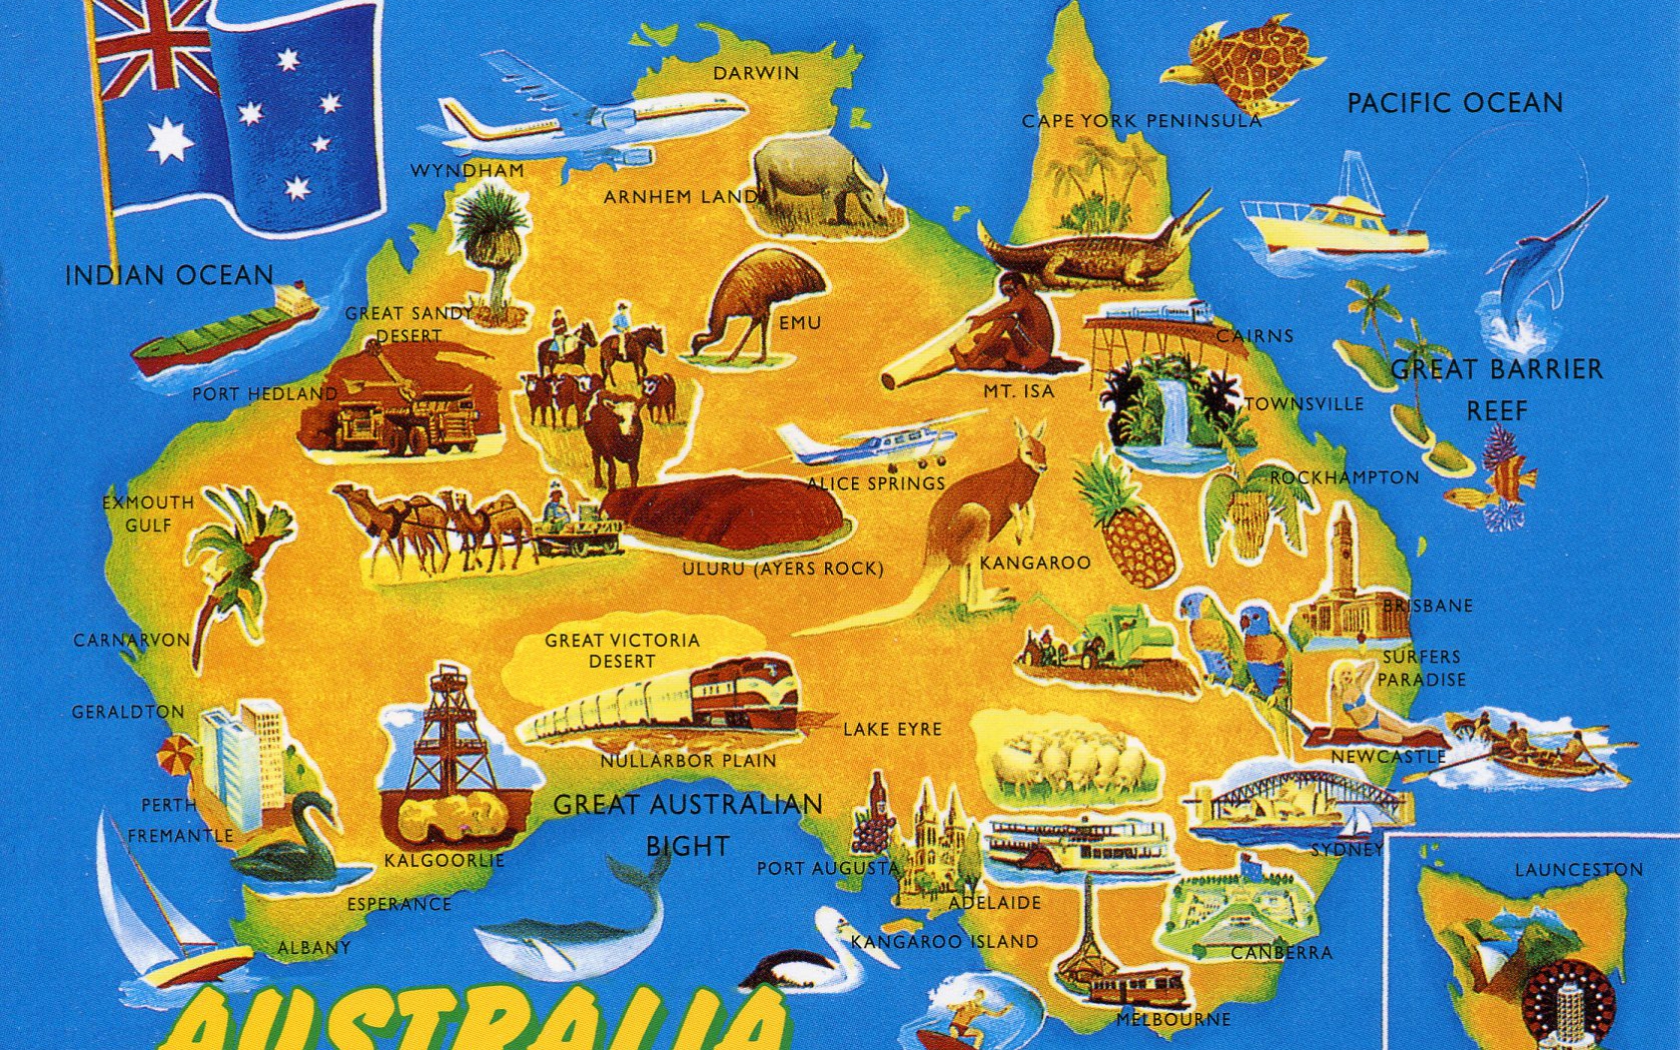 DARWIN
PACIFIC OCEAN
CAPE YORK PENINSULA
WYNDHAM
ARNHEM LAND
INDIAN OCEAN
GREAT SANDY
DESERT
EMU
CAIRNS
GREAT BARRIER
REEF
PORT HEDLAND
MT. ISA
TOWNSVILLE
ALICE SPRINGS
ROCKHAMPTON
EXMOUTH
GULF
ULURU (AYERS ROCK)
KANGAROO
BRISBANE
CARNARVON
GREAT VICTORIA
DESERT
SURFERS
PARADISE
GERALDTON
LAKE EYRE
NULLARBOR PLAIN
NEWCASTLE
PERTH
FREMANTLE
GREAT AUSTRALIAN
BIGHT
KALGOORLIE
PORT AUGUSTA
SYDNEY
LAUNCESTON
ESPERANCE
ADELAIDE
ALBANY
KANGAROO ISLAND
CANBERRA
MELBOURNE
AUSTRALIA